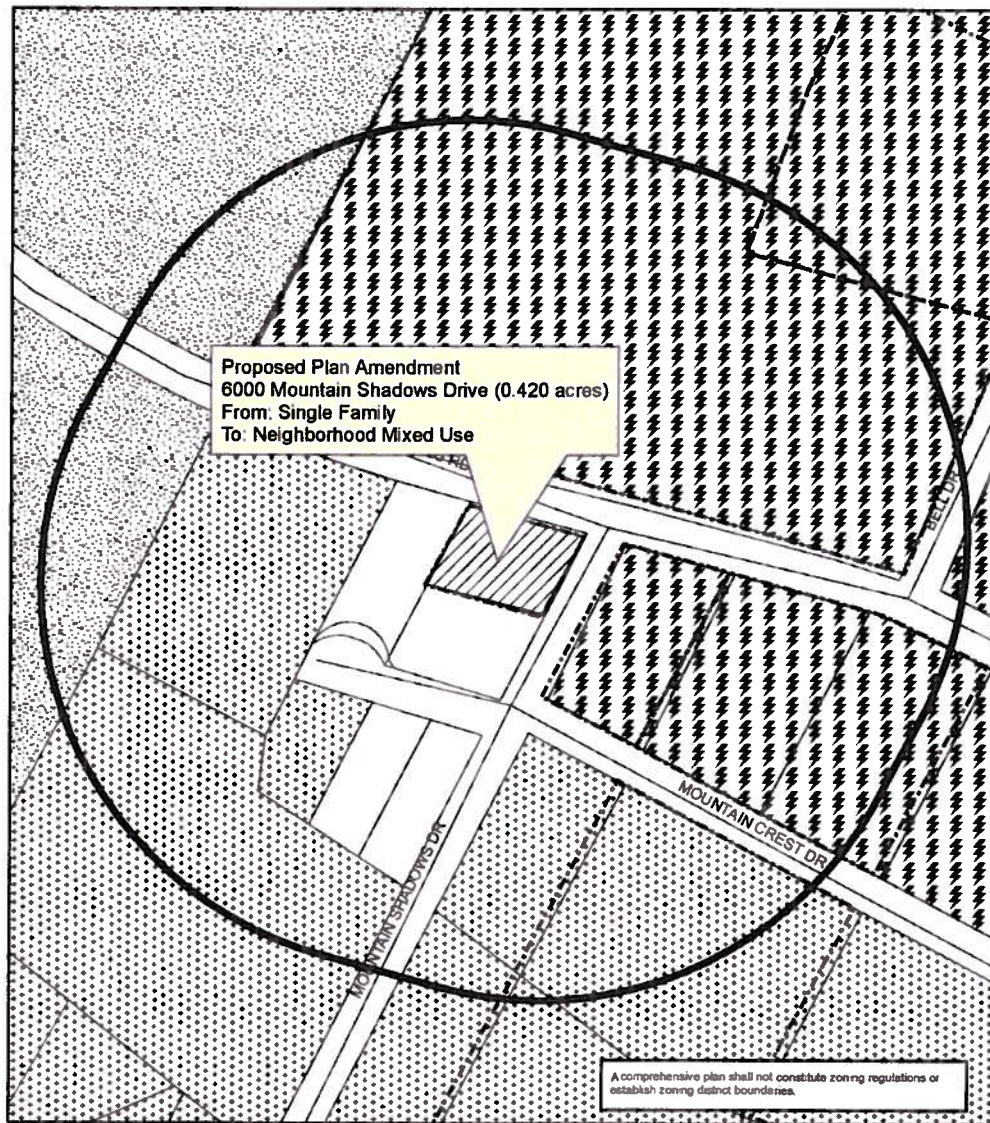 Proposed Plan Amendment
6000 Mountain Shadows Drive (0.420 acres)
From: Single Family
To: Neighborhood Mixed Use
BELL DR
MOUNTAIN CREST DR
MOUNTAIN SHADOWS DR
A comprehensive plan shall not constitute zoning regulations or
establish zoning district boundaries.